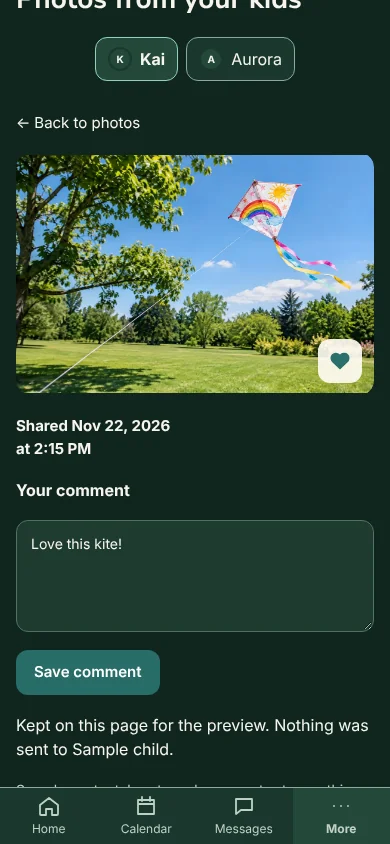 Photos from your kids
K Kai
A Aurora
← Back to photos
Shared Nov 22, 2026
at 2:15 PM
Your comment
Love this kite!
Save comment
Kept on this page for the preview. Nothing was
sent to Sample child.
Home
Calendar
Messages
More